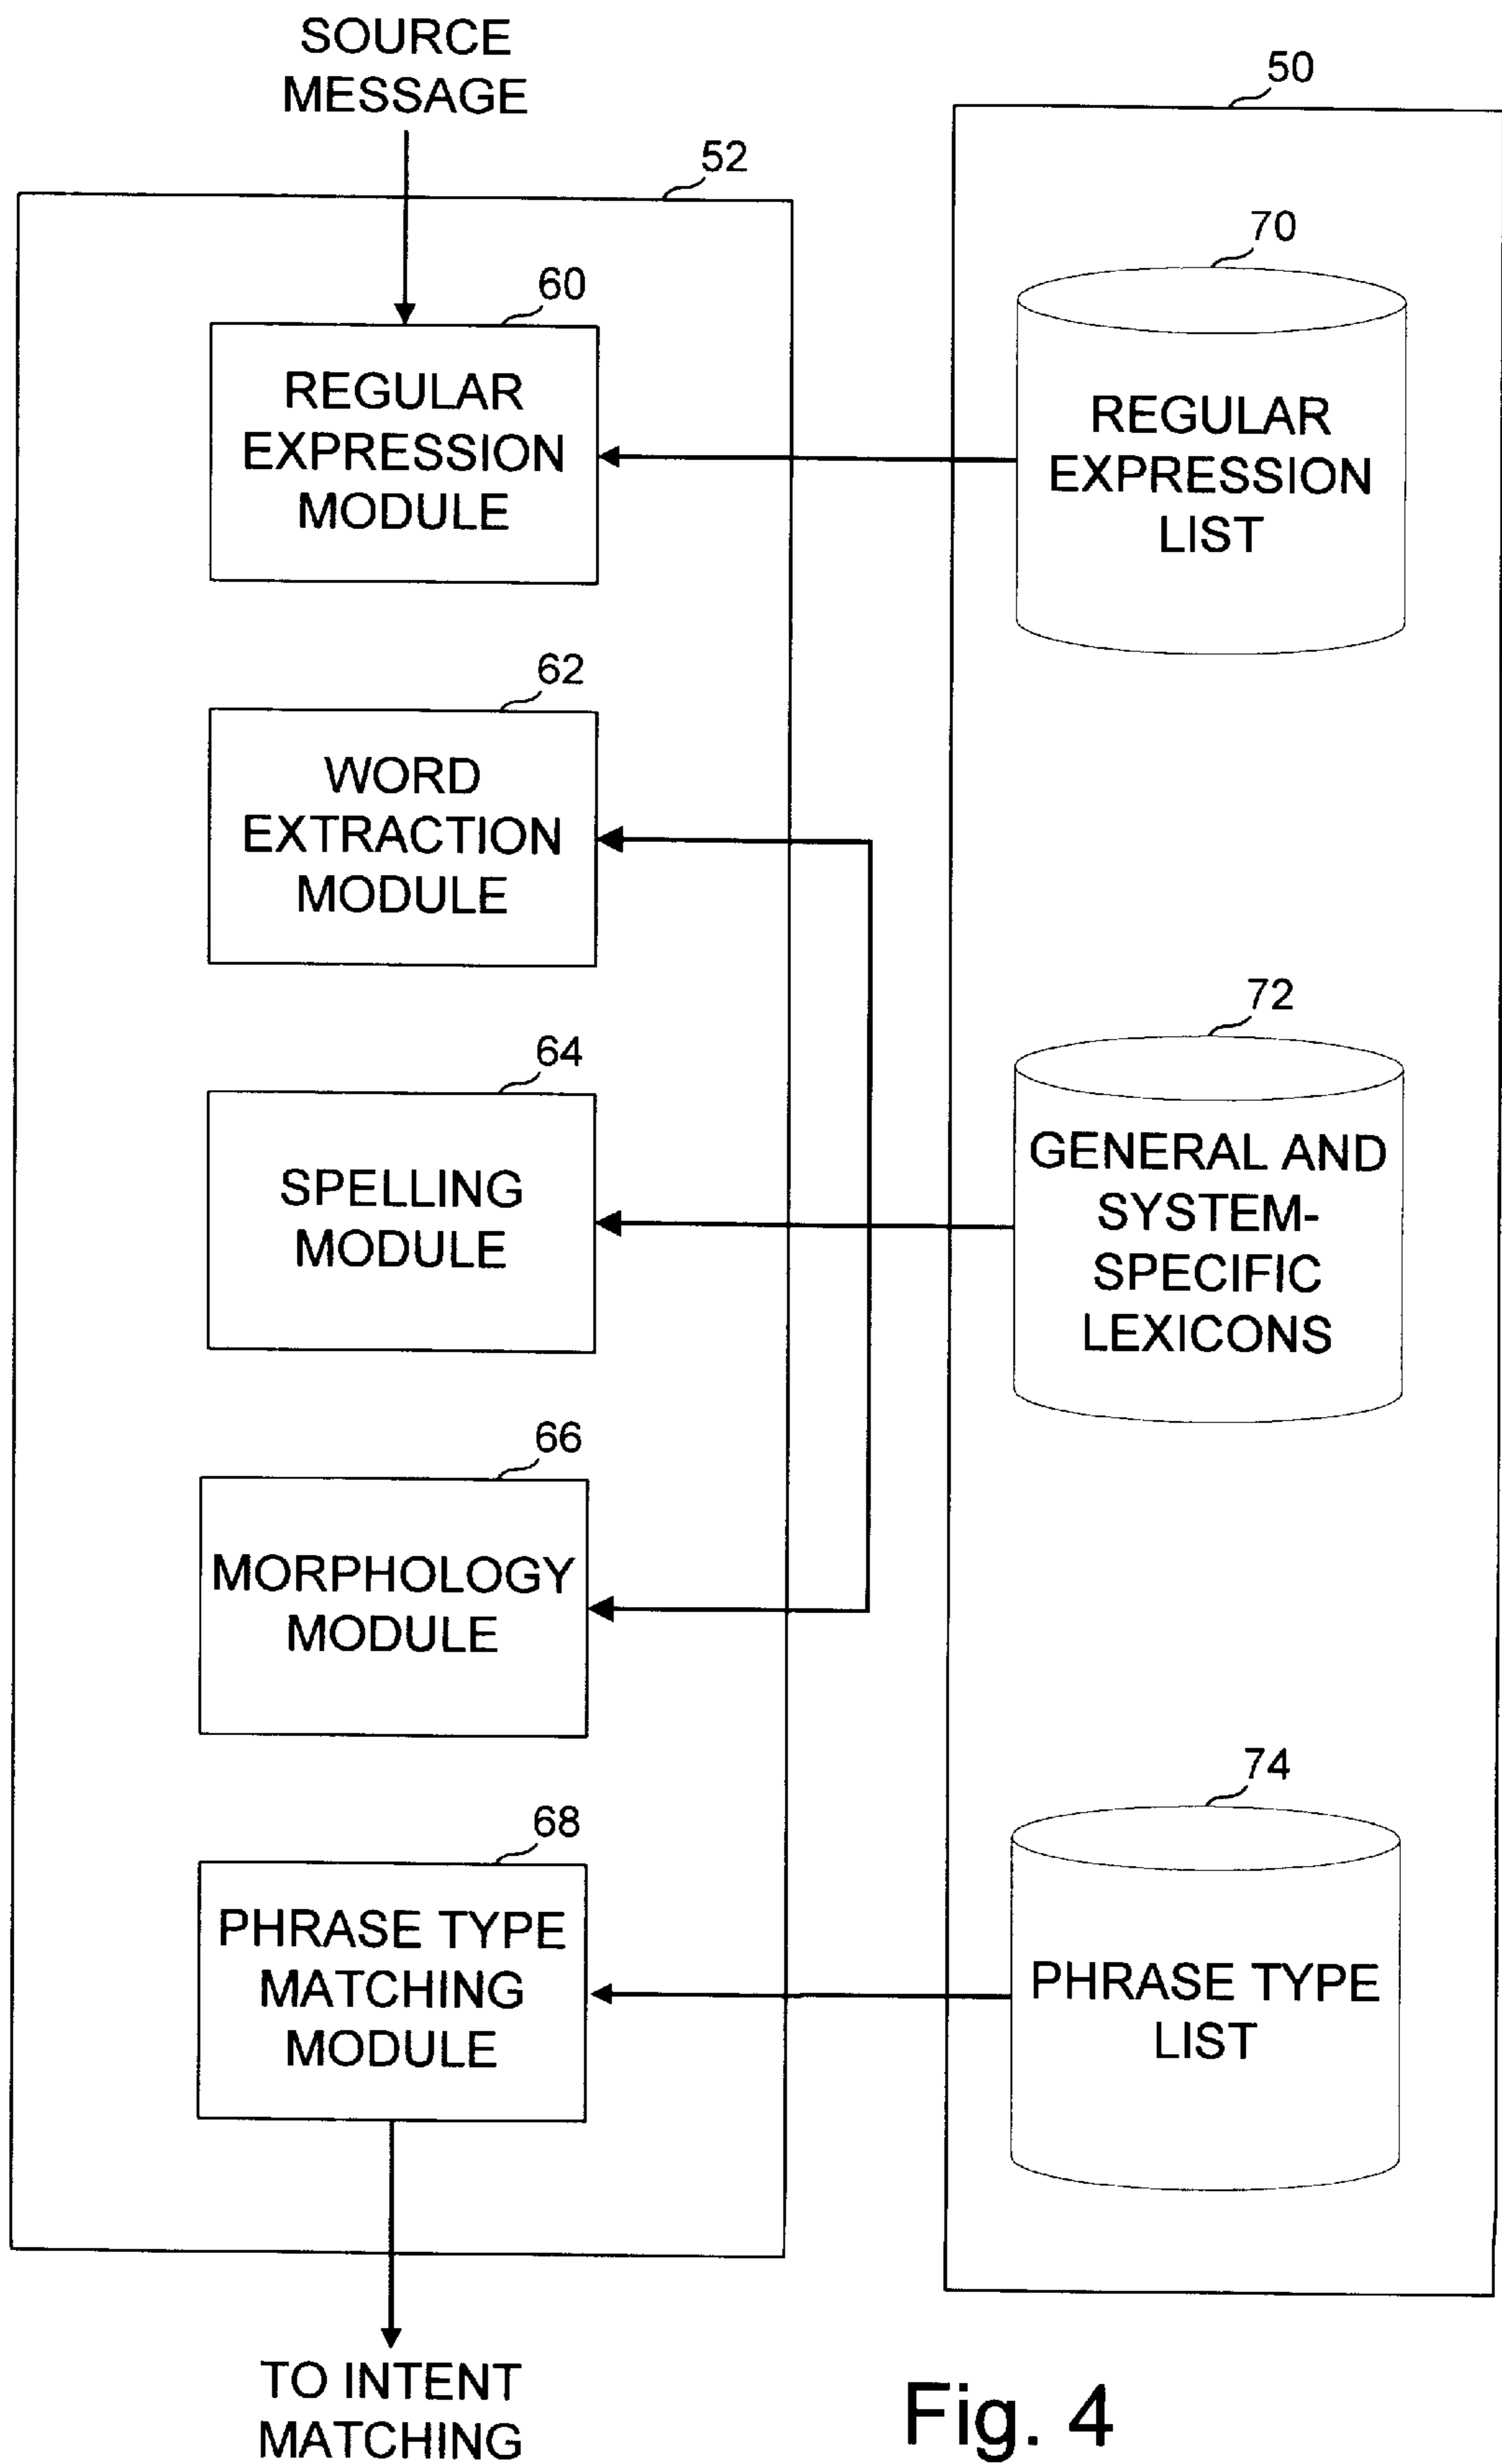 SOURCE
MESSAGE
50
52
70
60
REGULAR
EXPRESSION
MODULE
REGULAR
EXPRESSION
LIST
62
WORD
EXTRACTION
MODULE
72
64
SPELLING
MODULE
GENERAL AND
SYSTEM-
SPECIFIC
LEXICONS
66
MORPHOLOGY
MODULE
74
68
PHRASE TYPE
MATCHING
MODULE
PHRASE TYPE
LIST
TO INTENT
MATCHING
Fig. 4